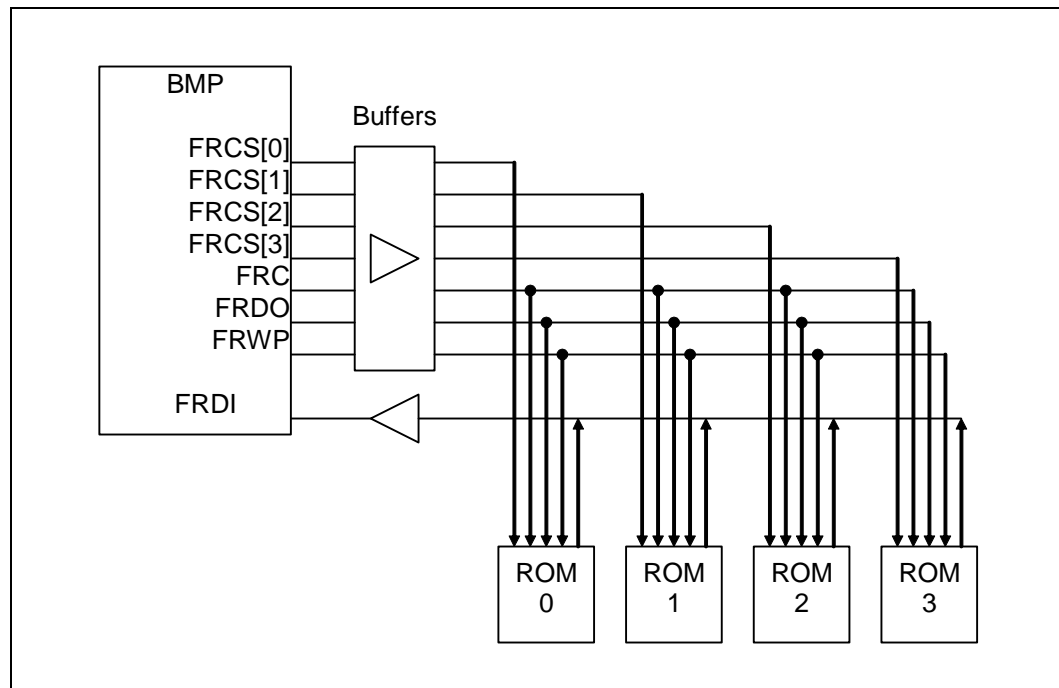 BMP
Buffers
FRCS[0]
FRCS[1]
FRCS[2]
FRCS[3]
FRC
FRDO
FRWP
FRDI
ROM
0
ROM
1
ROM
2
ROM
3